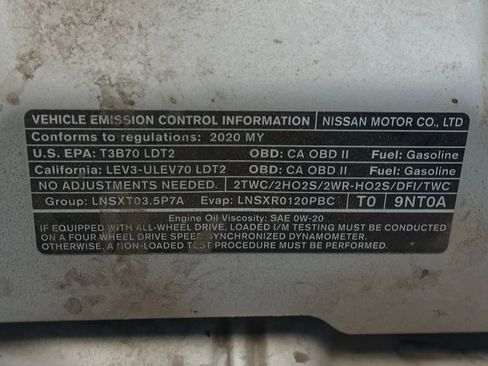 VEHICLE EMISSION CONTROL INFORMATION NISSAN MOTOR CO., LTD
Conforms to regulations: 2020 MY
U.S. EPA: T3B70 LDT2 OBD: CA OBD II Fuel: Gasoline
California: LEV3-ULEV70 LDT2 OBD: CA OBD II Fuel: Gasoline
NO ADJUSTMENTS NEEDED. 2TWC/2HO2S/2WR-HO2S/DFI/TWC
Group: LNSXT03.5P7A Evap: LNSXR0120PBC T0 9NT0A
Engine Oil Viscosity: SAE 0W-20
IF EQUIPPED WITH ALL-WHEEL DRIVE, LOADED I/M TESTING MUST BE CONDUCTED
ON A FOUR WHEEL DRIVE SPEED SYNCHRONIZED DYNAMOMETER.
OTHERWISE, A NON-LOADED TEST PROCEDURE MUST BE CONDUCTED.